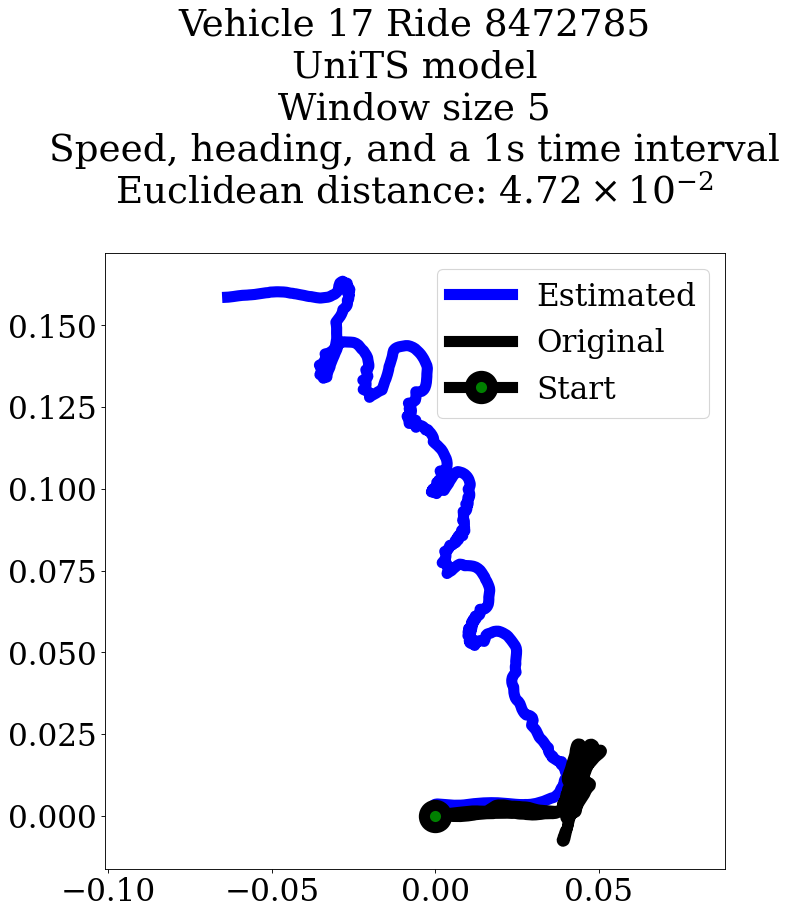 Vehicle 17 Ride 8472785
UniTS model
Window size 5
Speed, heading, and a 1s time interval
Euclidean distance: 4.72 × 10⁻²
Estimated
Original
Start
0.150
0.125
0.100
0.075
0.050
0.025
0.000
−0.10 −0.05 0.00 0.05